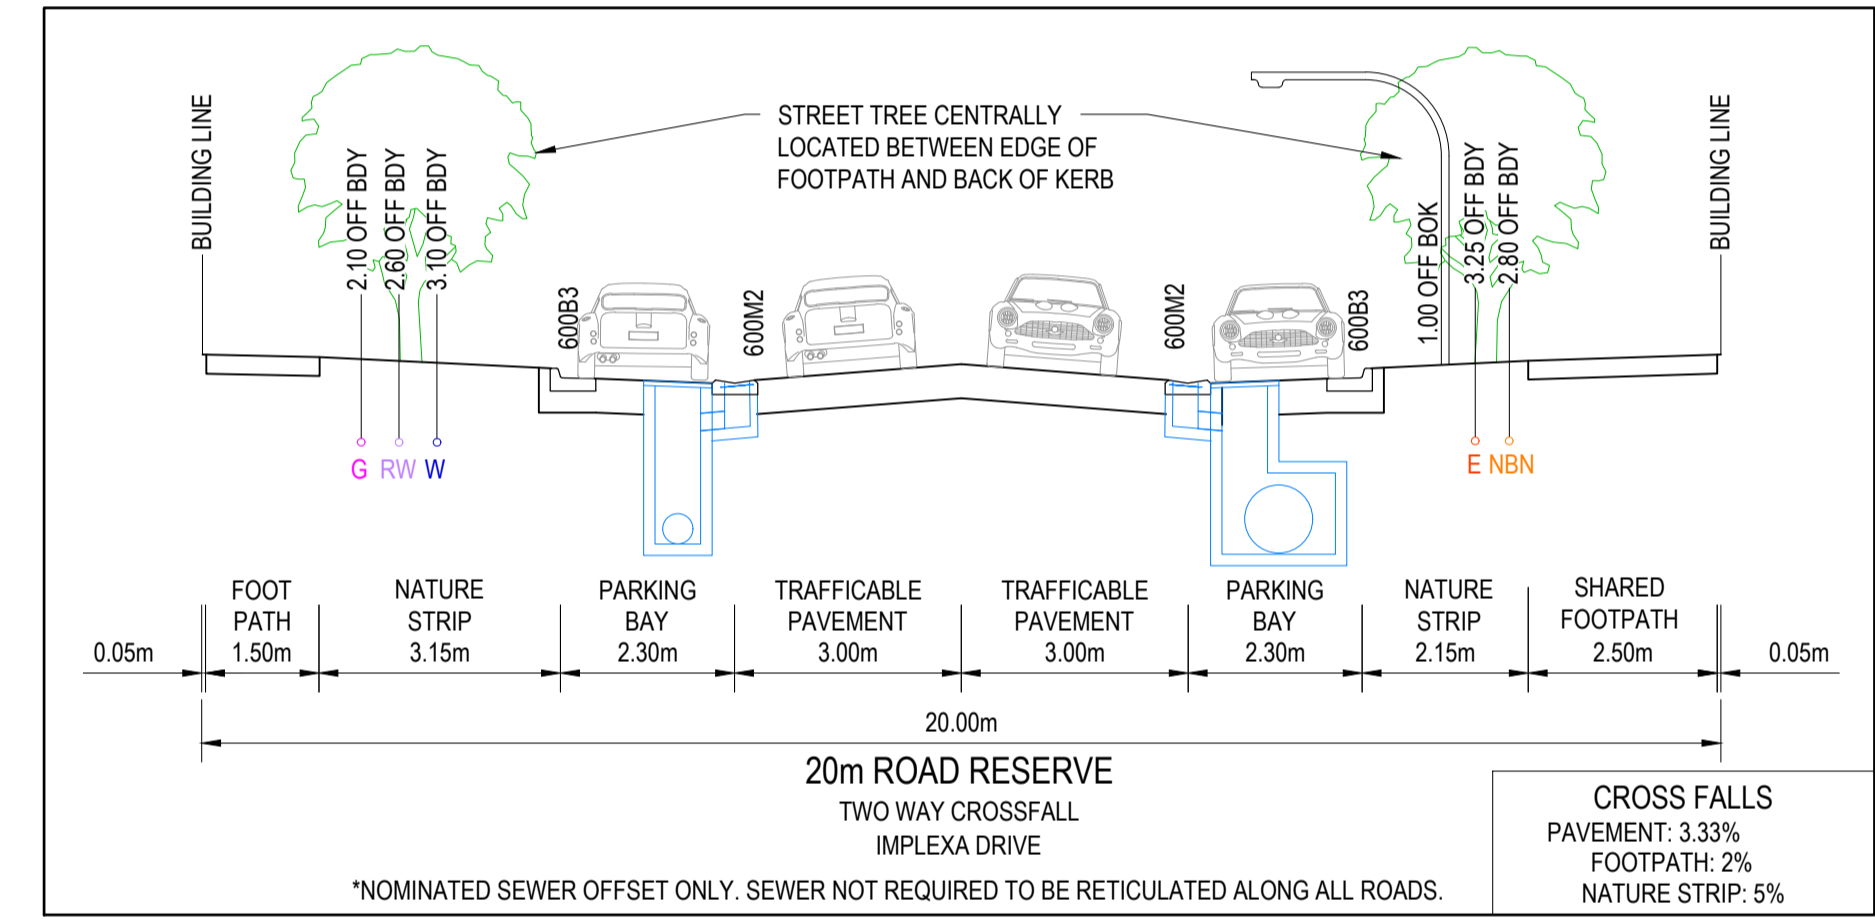 BUILDING LINE
2.10 OFF BDY
2.60 OFF BDY
3.10 OFF BDY
STREET TREE CENTRALLY
LOCATED BETWEEN EDGE OF
FOOTPATH AND BACK OF KERB
600B3
600M2
600M2
600B3
1.00 OFF BOK
3.25 OFF BDY
2.80 OFF BDY
BUILDING LINE
G RW W
E NBN
0.05m
FOOT
PATH
1.50m
NATURE
STRIP
3.15m
PARKING
BAY
2.30m
TRAFFICABLE
PAVEMENT
3.00m
TRAFFICABLE
PAVEMENT
3.00m
PARKING
BAY
2.30m
NATURE
STRIP
2.15m
SHARED
FOOTPATH
2.50m
0.05m
20.00m
20m ROAD RESERVE
TWO WAY CROSSFALL
IMPLEXA DRIVE
*NOMINATED SEWER OFFSET ONLY. SEWER NOT REQUIRED TO BE RETICULATED ALONG ALL ROADS.
CROSS FALLS
PAVEMENT: 3.33%
FOOTPATH: 2%
NATURE STRIP: 5%